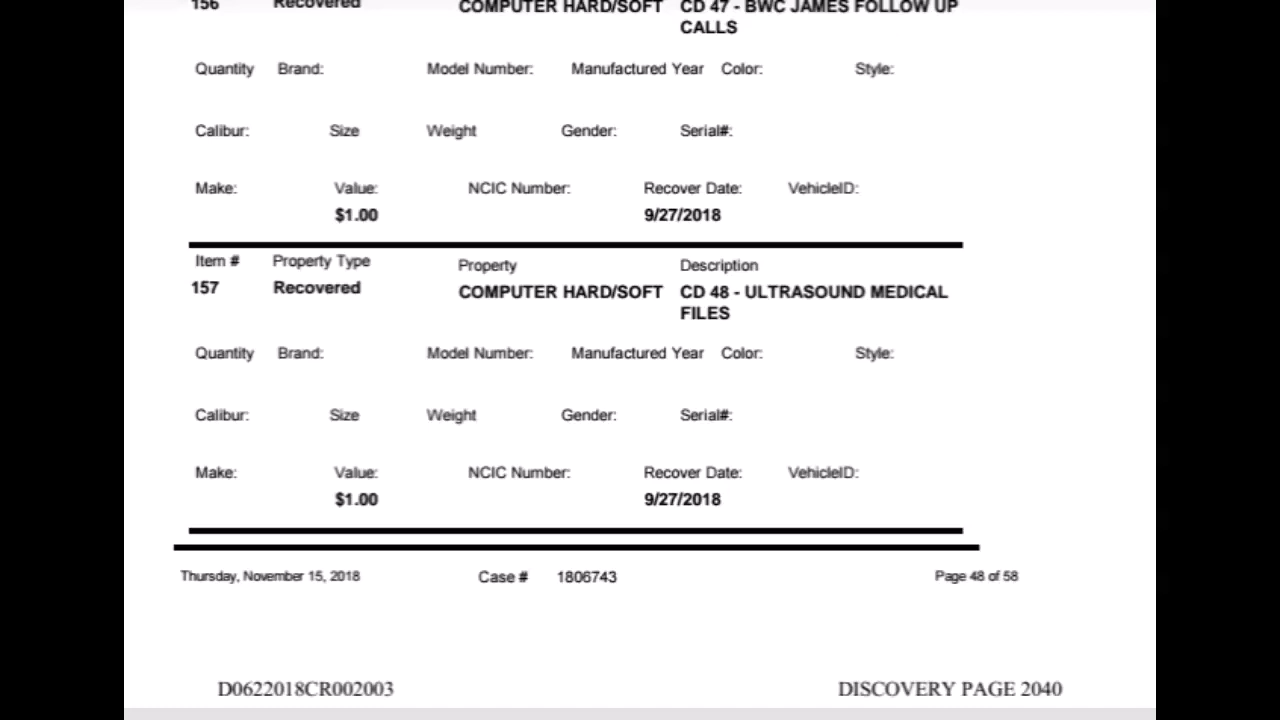 156 Recovered COMPUTER HARD/SOFT CD 47 - BWC JAMES FOLLOW UP
CALLS
Quantity Brand: Model Number: Manufactured Year Color: Style:
Calibur: Size Weight Gender: Serial#:
Make: Value: NCIC Number: Recover Date: VehicleID:
$1.00 9/27/2018
Item # Property Type Property Description
157 Recovered COMPUTER HARD/SOFT CD 48 - ULTRASOUND MEDICAL
FILES
Quantity Brand: Model Number: Manufactured Year Color: Style:
Calibur: Size Weight Gender: Serial#:
Make: Value: NCIC Number: Recover Date: VehicleID:
$1.00 9/27/2018
Thursday, November 15, 2018 Case # 1806743 Page 48 of 58
D0622018CR002003 DISCOVERY PAGE 2040